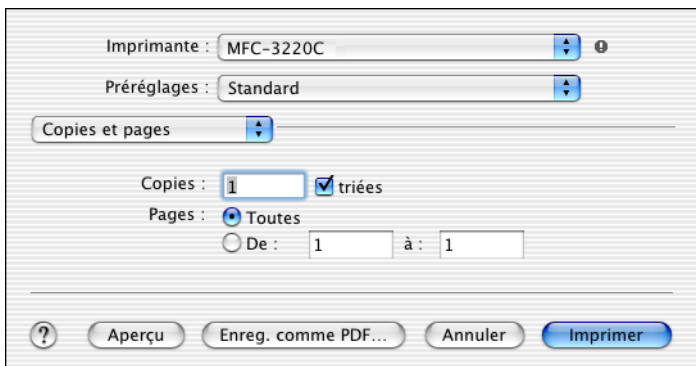 Imprimante : MFC-3220C
Préréglages : Standard
Copies et pages
Copies : 1 triées
Pages : Toutes
De : 1 à : 1
? Aperçu Enreg. comme PDF... Annuler Imprimer